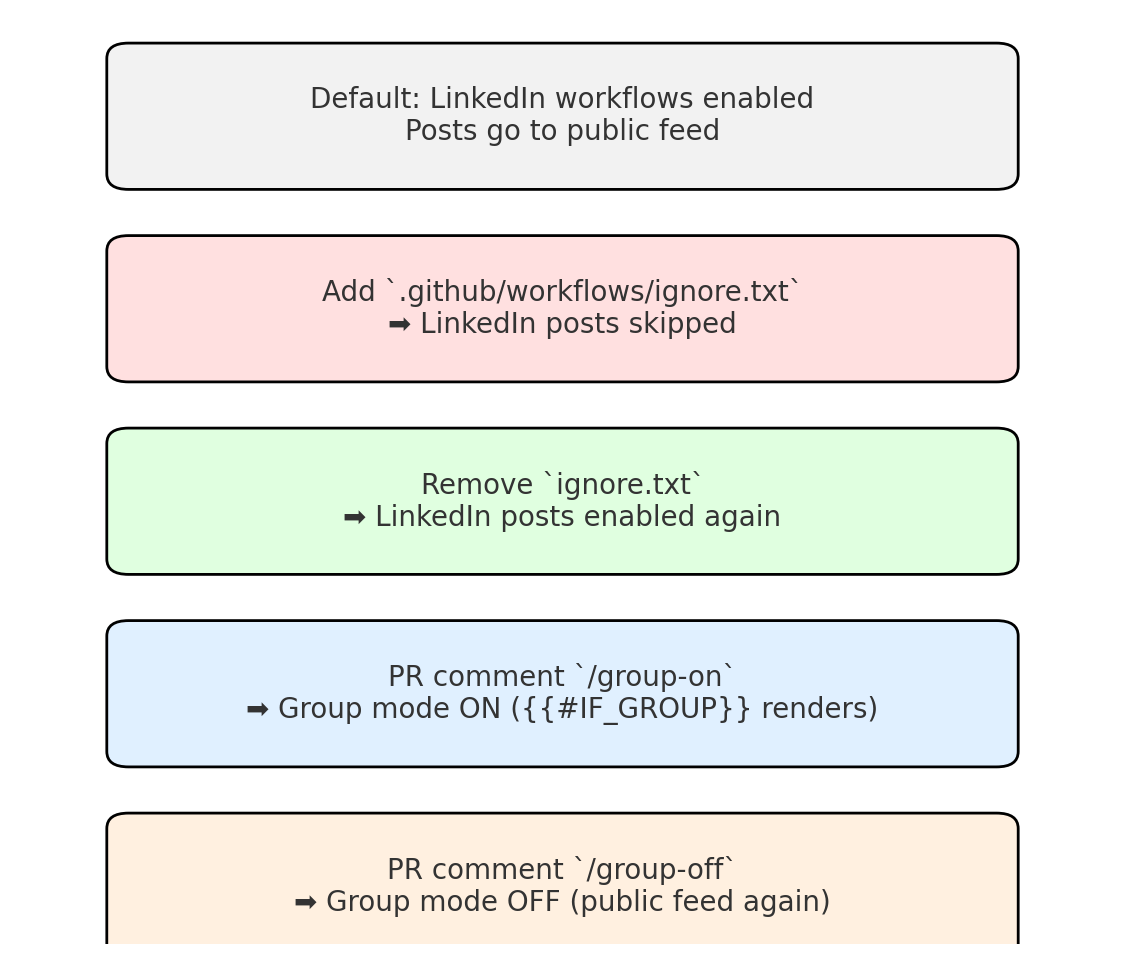 Default: LinkedIn workflows enabled
Posts go to public feed
Add `.github/workflows/ignore.txt`
➡ LinkedIn posts skipped
Remove `ignore.txt`
➡ LinkedIn posts enabled again
PR comment `/group-on`
➡ Group mode ON ({{#IF_GROUP}} renders)
PR comment `/group-off`
➡ Group mode OFF (public feed again)